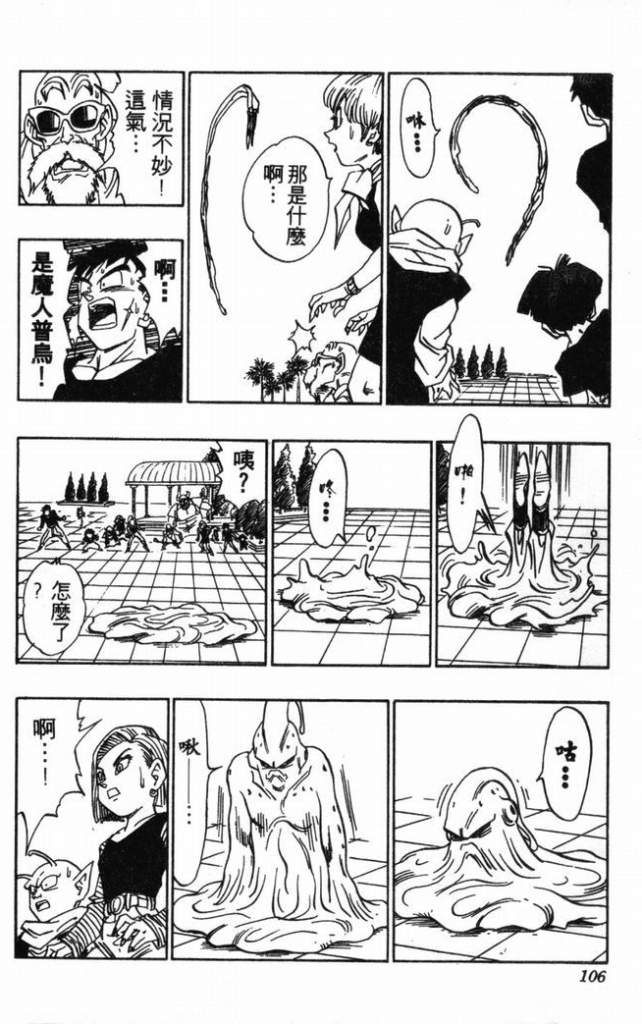 咻…
那是什麼
啊…
情況不妙！
這氣…
啊…
是魔人普烏！
啪！
咚…
咦？
怎麼了
？
咕…
啾……
啊…！
106